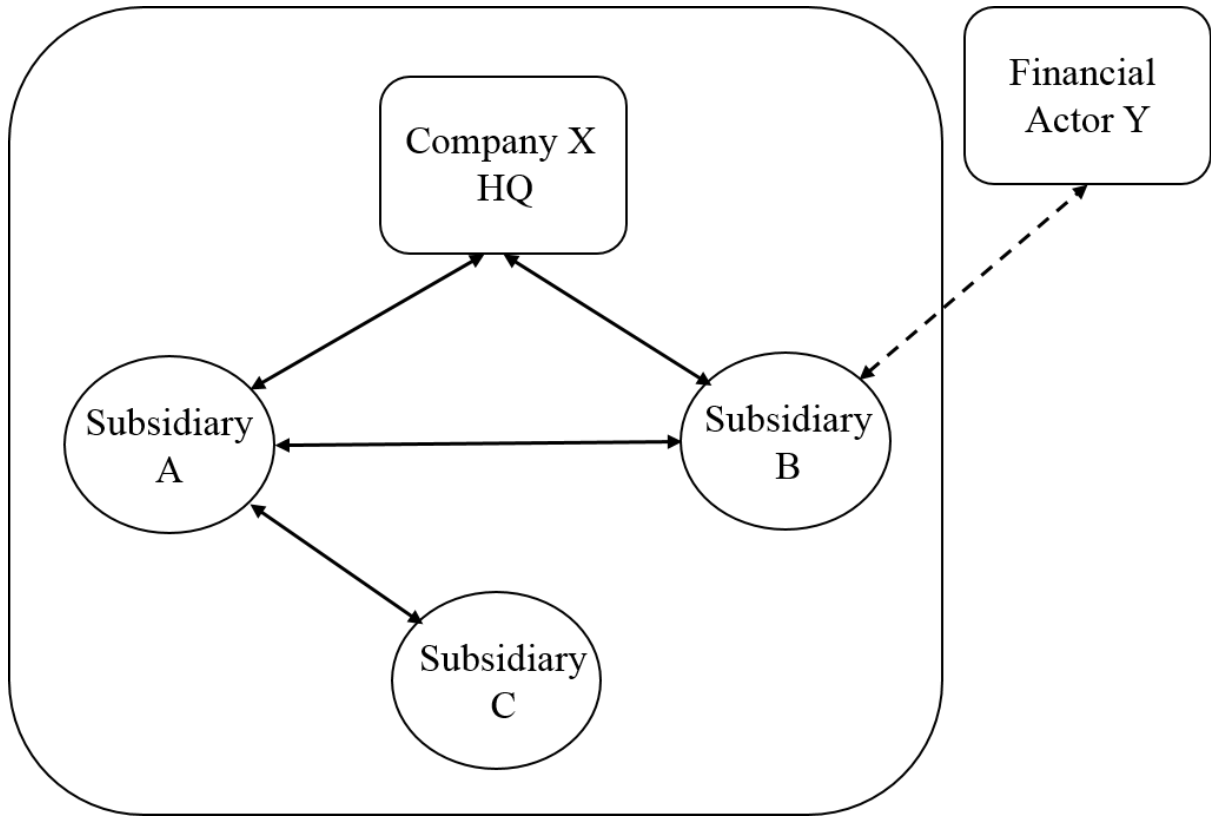 Company X
HQ
Financial
Actor Y
Subsidiary
A
Subsidiary
B
Subsidiary
C